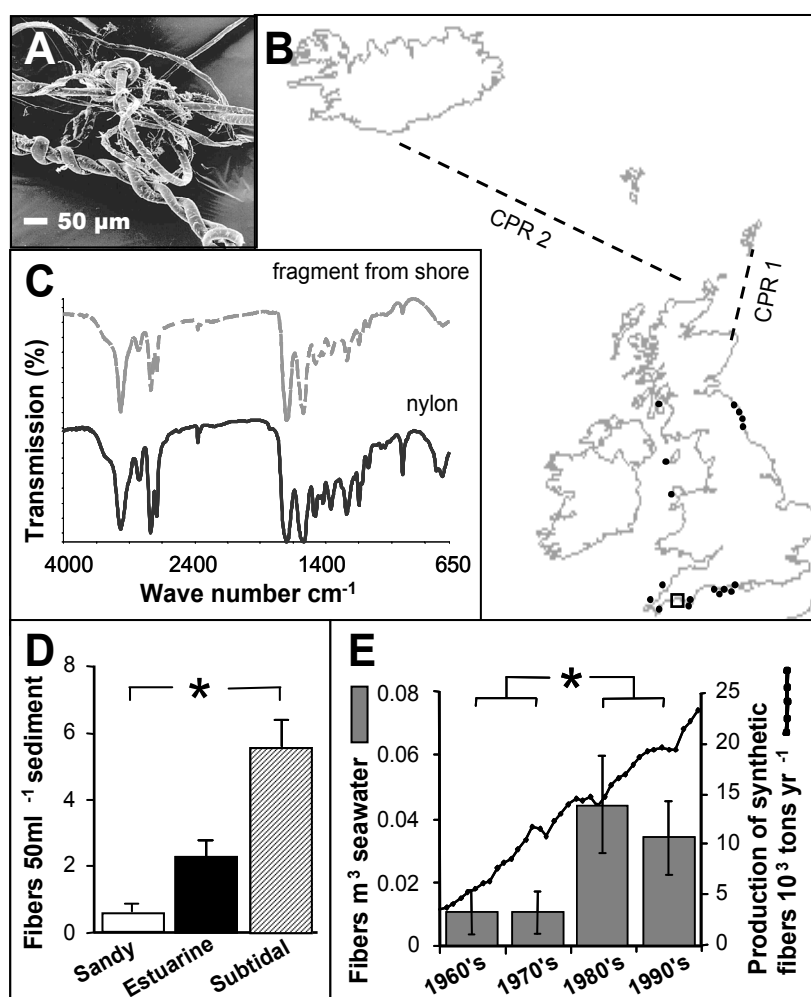 A
50 µm
B
CPR 2
CPR 1
C
fragment from shore
nylon
Transmission (%)
4000
2400
1400
650
Wave number cm⁻¹
D
8
6
4
2
0
Fibers 50ml ⁻¹ sediment
*
Sandy
Estuarine
Subtidal
E
0.08
0.06
0.04
0.02
0
Fibers m³ seawater
*
25
20
15
10
5
0
Production of synthetic
fibers 10³ tons yr ⁻¹
1960's
1970's
1980's
1990's